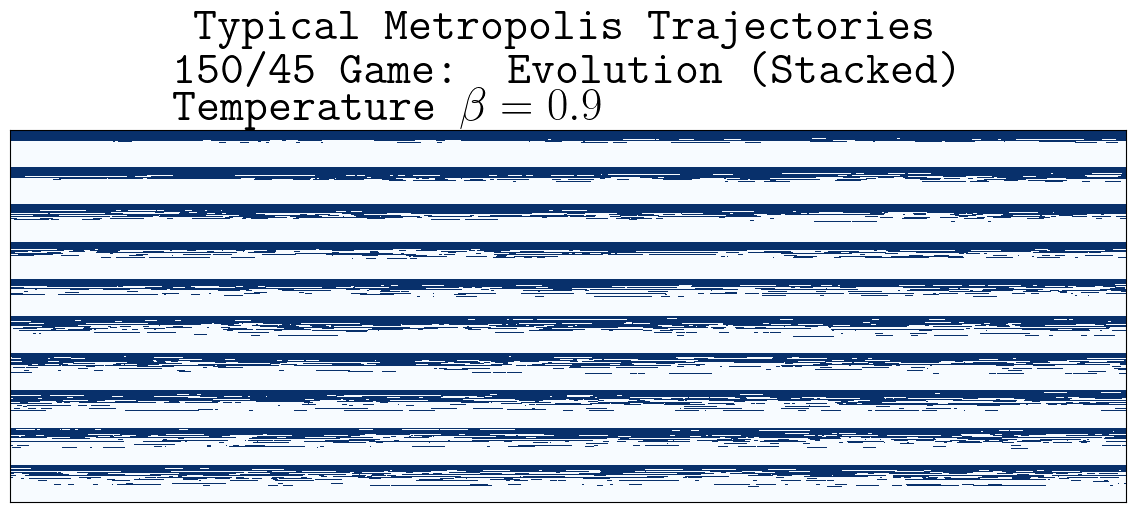 Typical Metropolis Trajectories
150/45 Game:  Evolution (Stacked)
Temperature β = 0.9